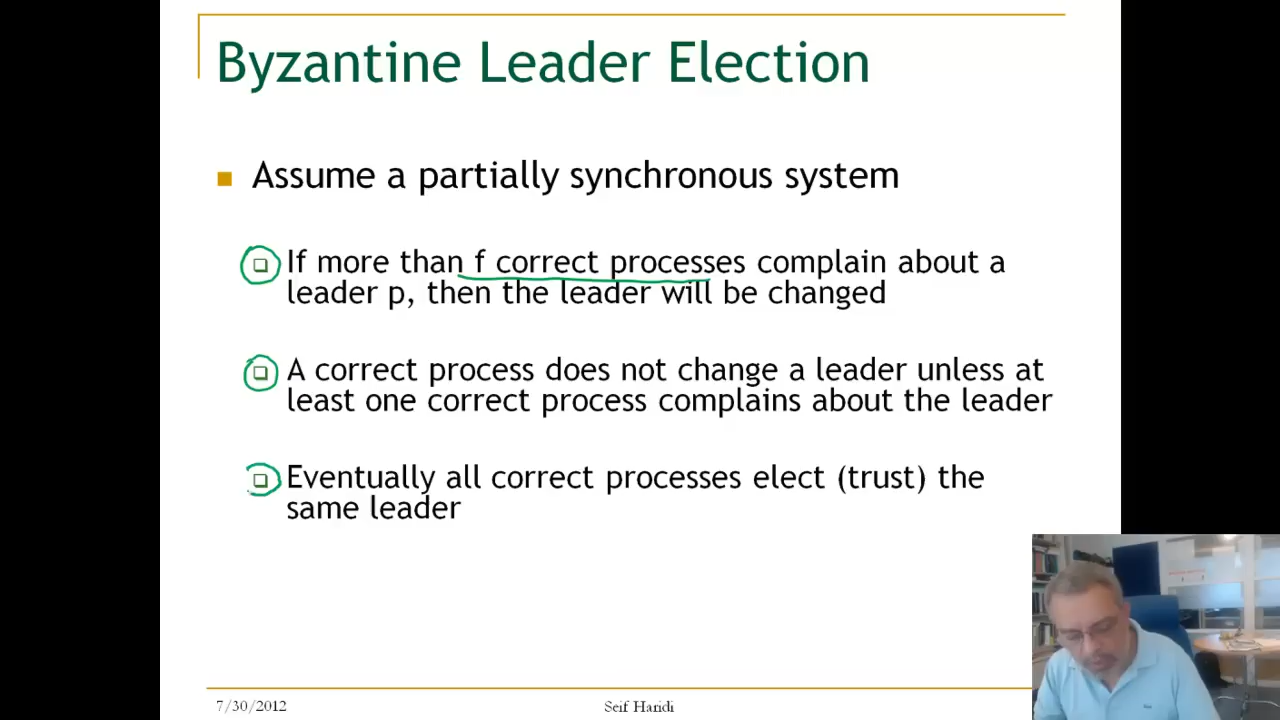 Byzantine Leader Election
Assume a partially synchronous system
If more than f correct processes complain about a
leader p, then the leader will be changed
A correct process does not change a leader unless at
least one correct process complains about the leader
Eventually all correct processes elect (trust) the
same leader
7/30/2012
Seif Haridi